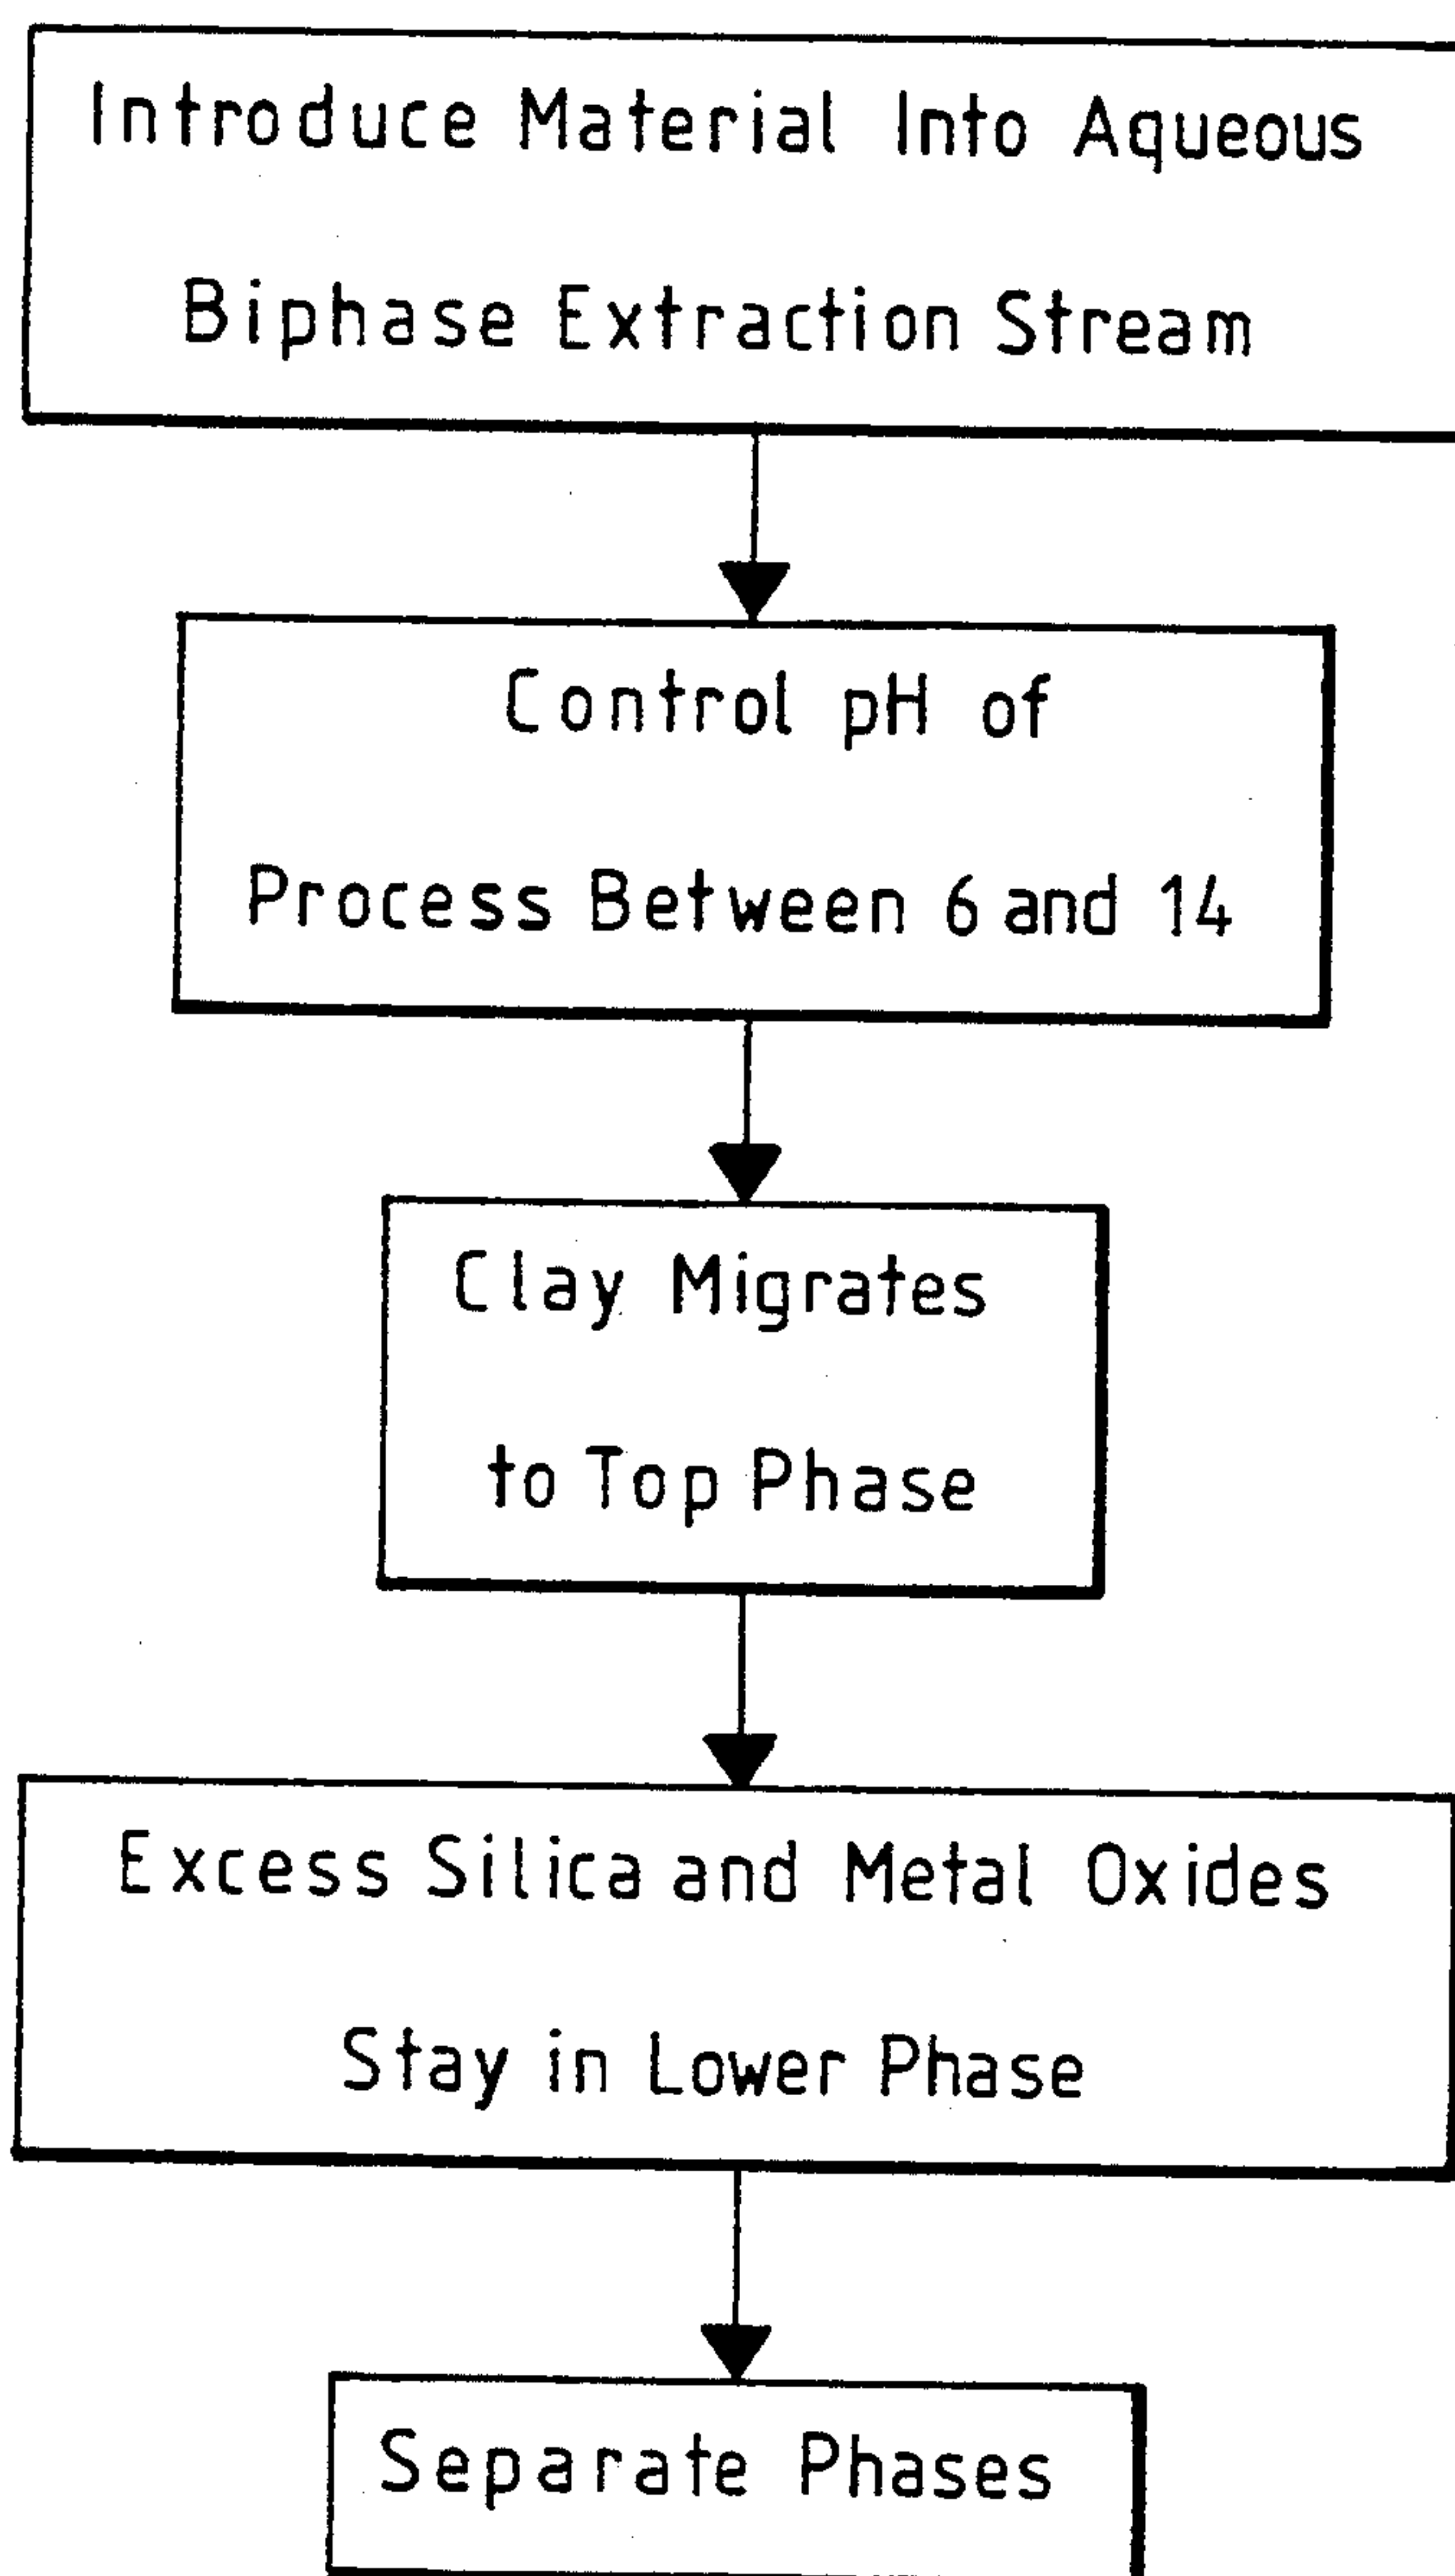 Introduce Material Into Aqueous
Biphase Extraction Stream
Control pH of
Process Between 6 and 14
Clay Migrates
to Top Phase
Excess Silica and Metal Oxides
Stay in Lower Phase
Separate Phases